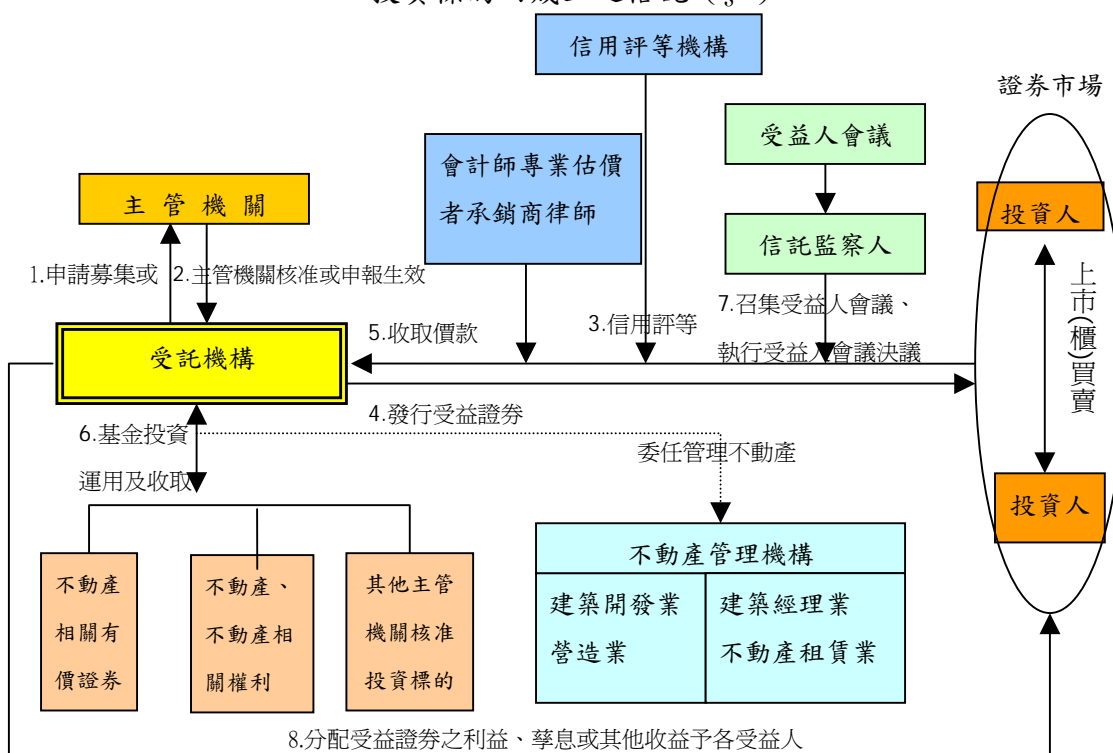 信用評等機構
證券市場
受益人會議
會計師專業估價
者承銷商律師
主管機關
投資人
信託監察人
1.申請募集或
2.主管機關核准或申報生效
7.召集受益人會議、
執行受益人會議決議
上市(櫃)買賣
5.收取價款
3.信用評等
受託機構
4.發行受益證券
6.基金投資
運用及收取
委任管理不動產
投資人
不動產
相關有
價證券
不動產、
不動產相
關權利
其他主管
機關核准
投資標的
不動產管理機構
建築開發業
營造業
建築經理業
不動產租賃業
8.分配受益證券之利益、孳息或其他收益予各受益人